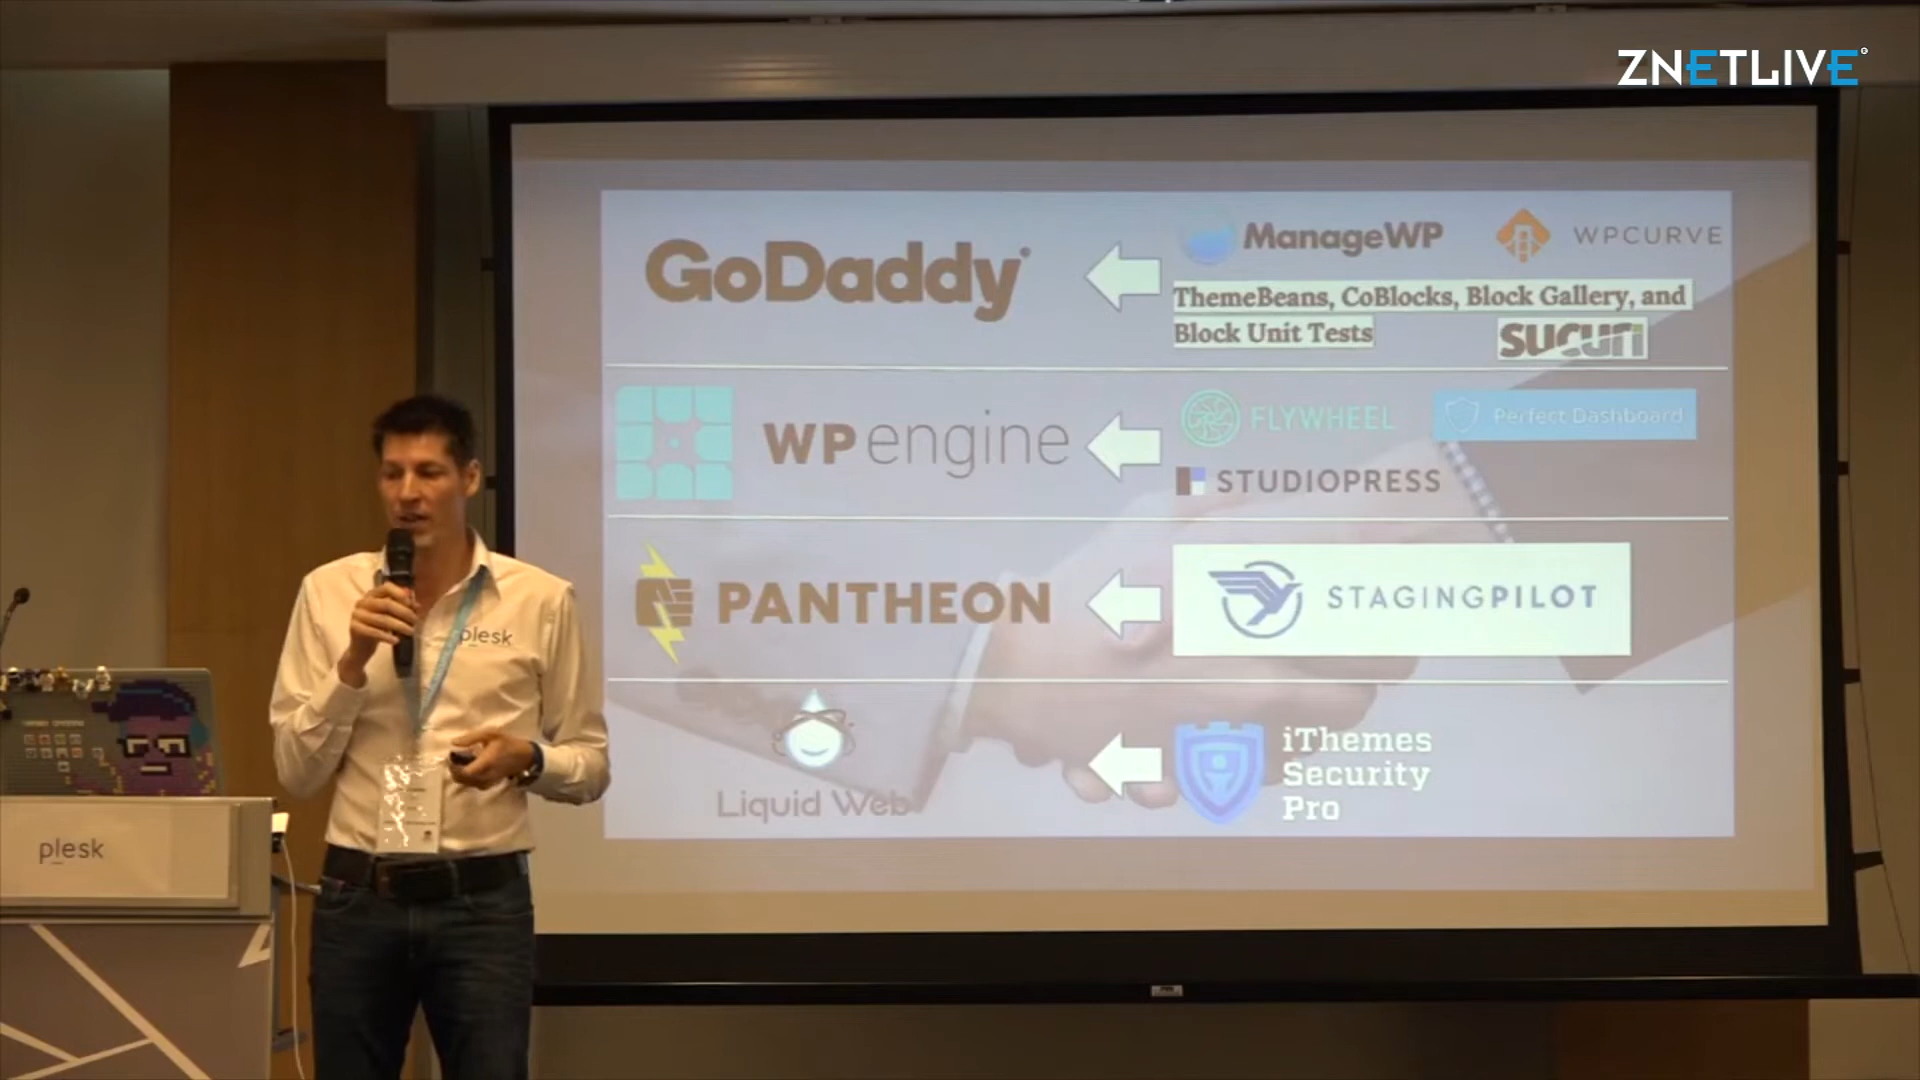 ZNETLIVE
GoDaddy
ManageWP
WPCURVE
ThemeBeans, CoBlocks, Block Gallery, and
Block Unit Tests
SUCURI
WP engine
FLYWHEEL
Perfect Dashboard
STUDIOPRESS
PANTHEON
STAGINGPILOT
Liquid Web
iThemes
Security
Pro
plesk
plesk